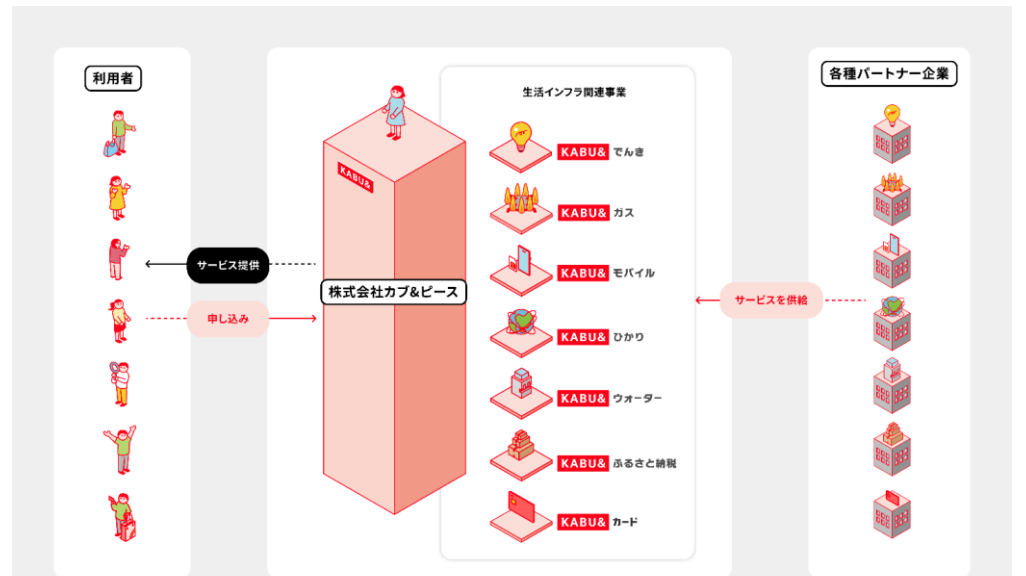 利用者
サービス提供
申し込み
KABU&
株式会社カブ&ピース
生活インフラ関連事業
KABU& でんき
KABU& ガス
KABU& モバイル
KABU& ひかり
KABU& ウォーター
KABU& ふるさと納税
KABU& カード
サービスを供給
各種パートナー企業